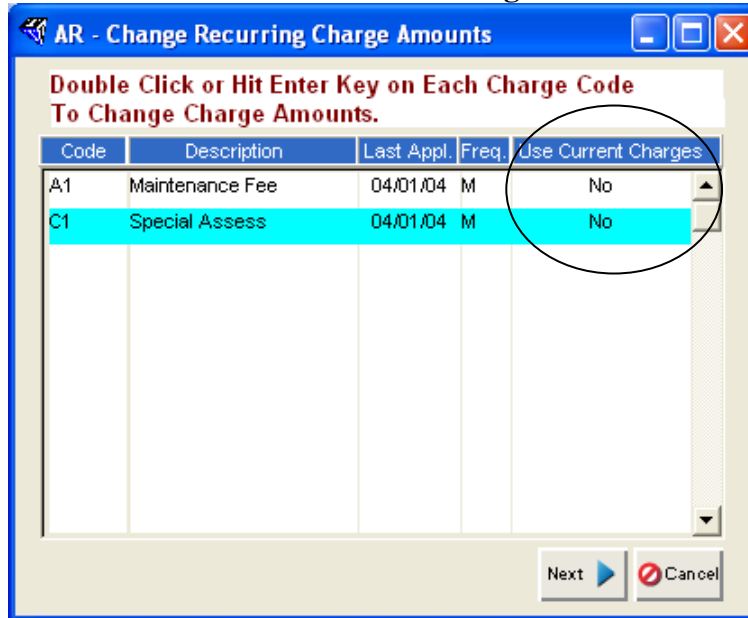 AR - Change Recurring Charge Amounts
Double Click or Hit Enter Key on Each Charge Code
To Change Charge Amounts.
Code Description Last Appl. Freq. Use Current Charges
A1 Maintenance Fee 04/01/04 M No
C1 Special Assess 04/01/04 M No
Next Cancel